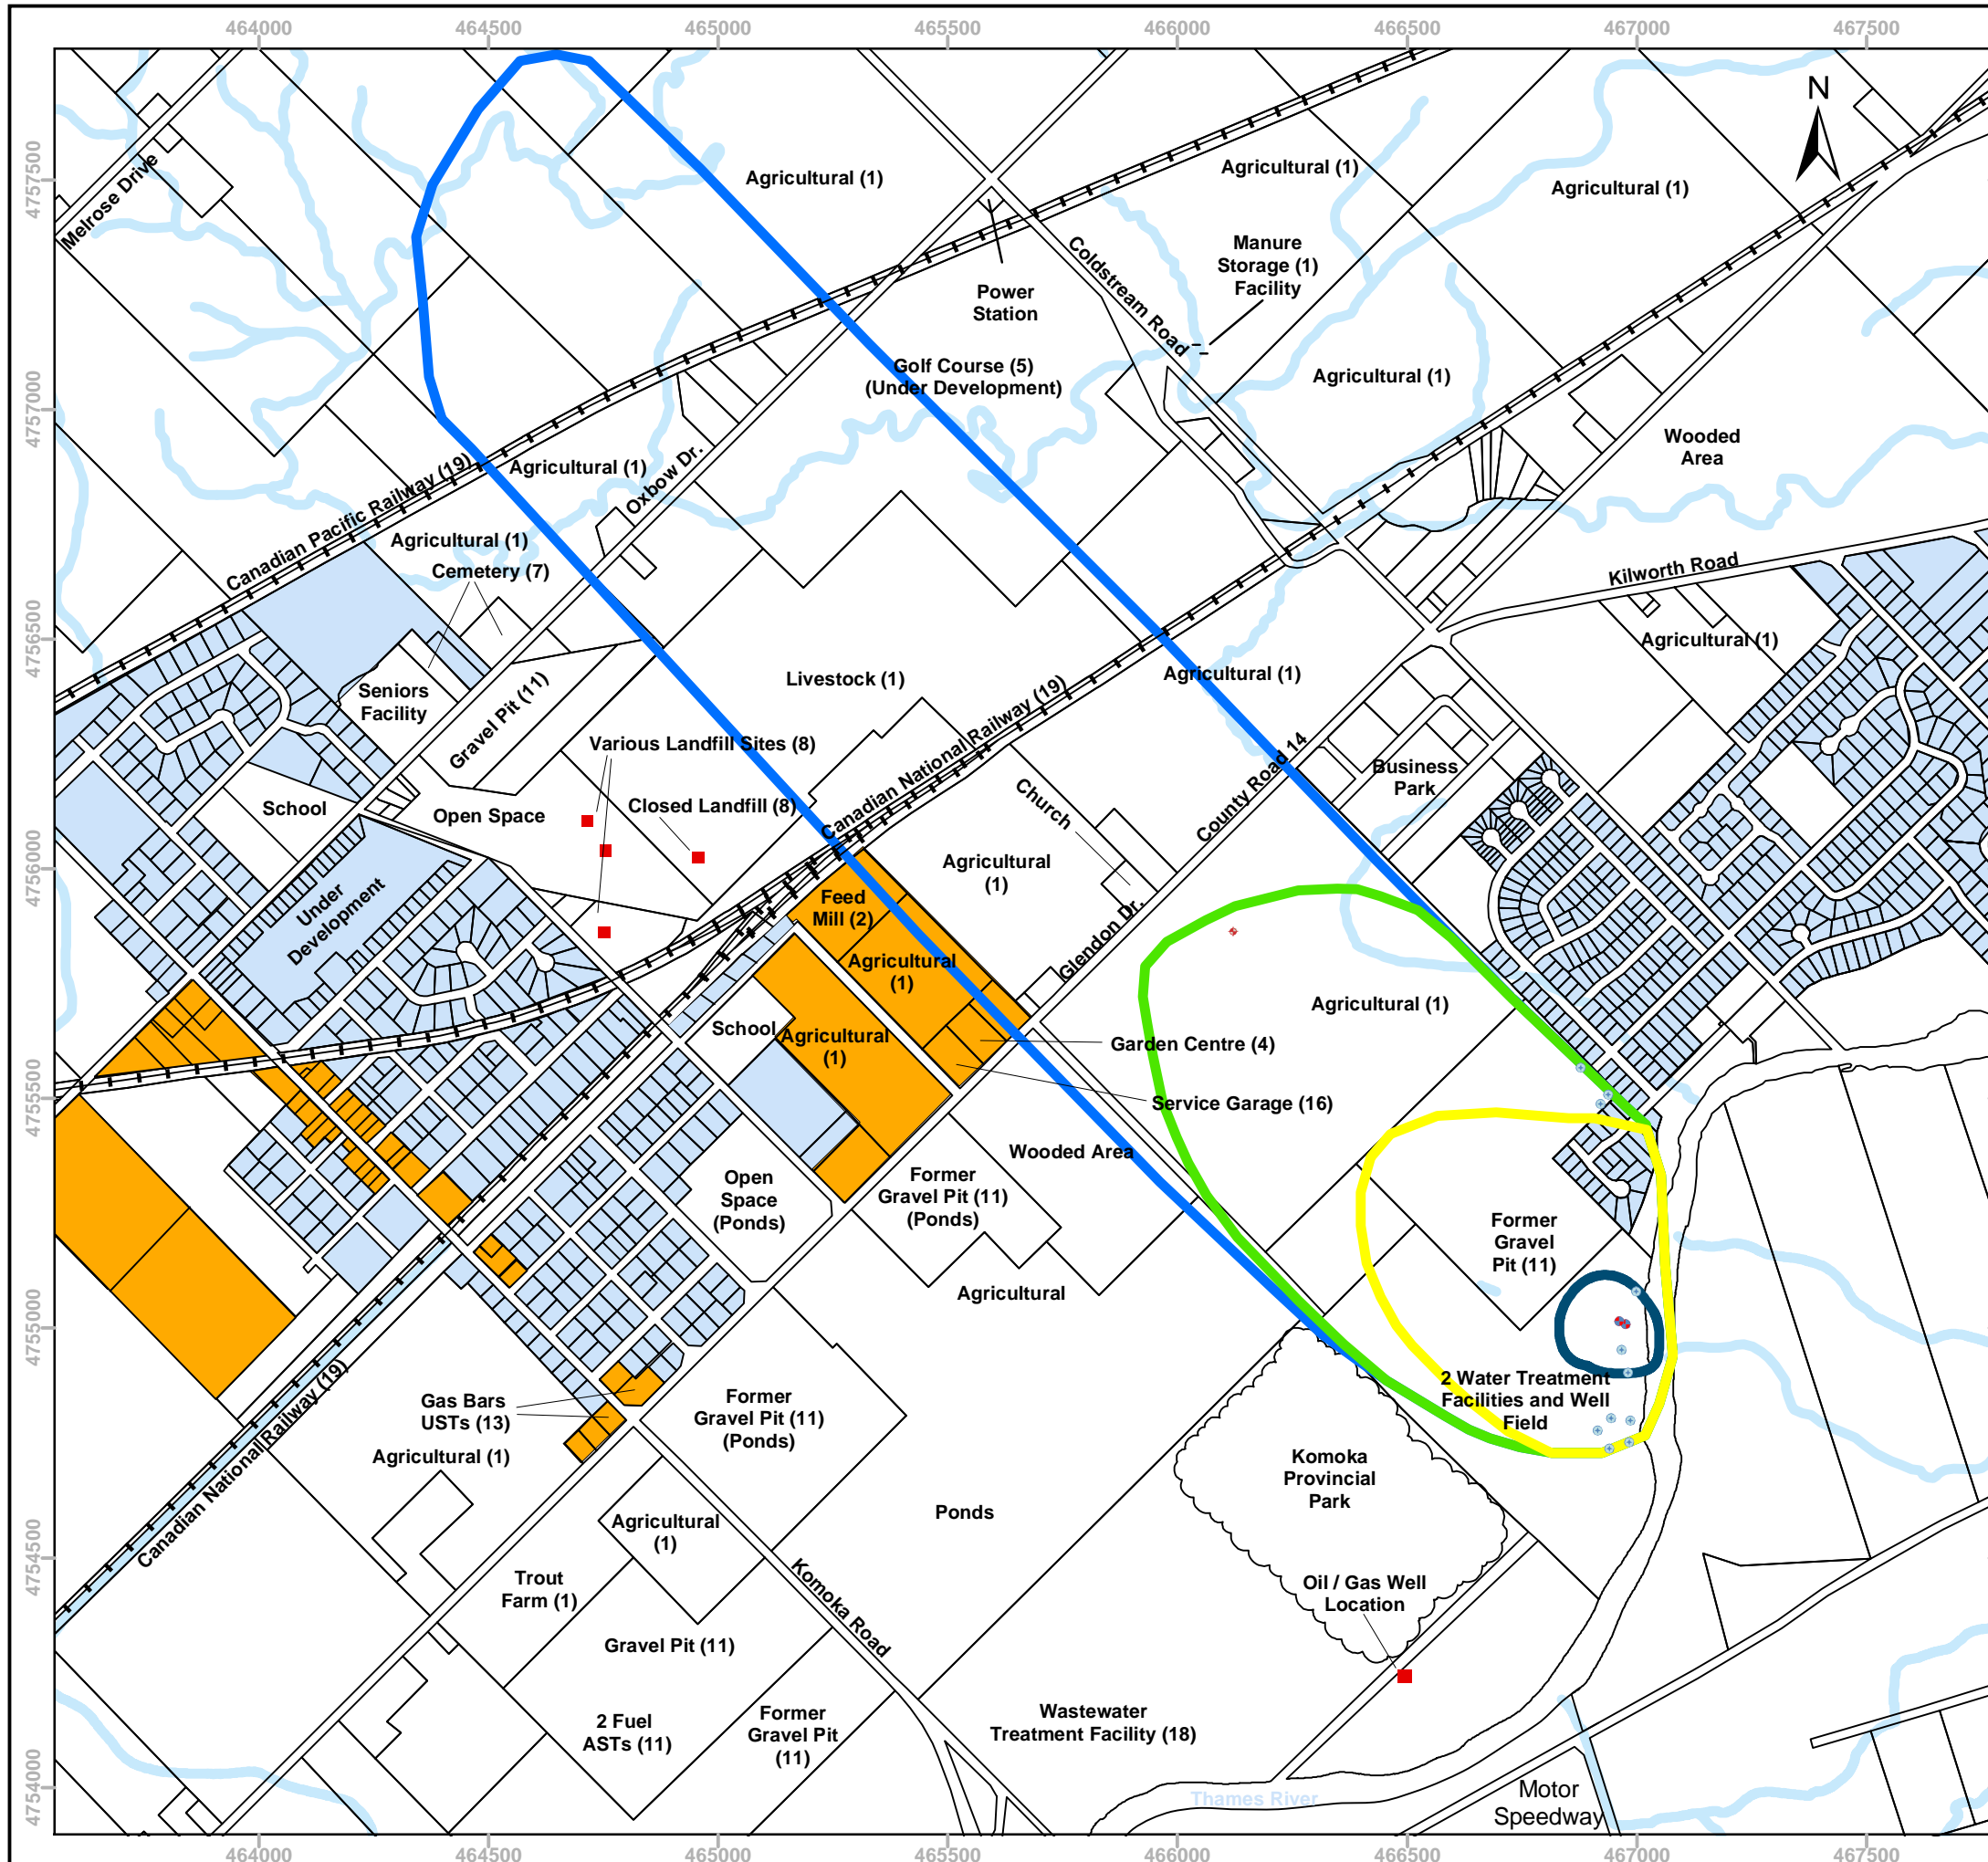 464000 464500 465000 465500 466000 466500 467000 467500
N
4757500
4757000
4756500
4756000
4755500
4755000
4754500
4754000
Melrose Drive
Agricultural (1)
Agricultural (1)
Agricultural (1)
Coldstream Road
Manure
Storage (1)
Facility
Power
Station
Golf Course (5)
(Under Development)
Agricultural (1)
Wooded
Area
Canadian Pacific Railway (19)
Agricultural (1)
Oxbow Dr.
Agricultural (1)
Cemetery (7)
Kilworth Road
Agricultural (1)
Seniors
Facility
Gravel Pit (11)
Livestock (1)
Agricultural (1)
Canadian National Railway (19)
Various Landfill Sites (8)
County Road 14
Business
Park
School
Open Space
Closed Landfill (8)
Church
Agricultural
(1)
Under
Development
Feed
Mill (2)
Glendon Dr.
Agricultural
(1)
Agricultural (1)
School
Agricultural
(1)
Garden Centre (4)
Service Garage (16)
Wooded Area
Open
Space
(Ponds)
Former
Gravel Pit (11)
(Ponds)
Former
Gravel
Pit (11)
Agricultural
Gas Bars
USTs (13)
Former
Gravel Pit (11)
(Ponds)
2 Water Treatment
Facilities and Well
Field
Agricultural (1)
Canadian National Railway (19)
Komoka
Provincial
Park
Ponds
Agricultural
(1)
Trout
Farm (1)
Komoka Road
Oil / Gas Well
Location
Gravel Pit (11)
2 Fuel
ASTs (11)
Former
Gravel Pit
(11)
Wastewater
Treatment Facility (18)
Thames River
Motor
Speedway
464000 464500 465000 465500 466000 466500 467000 467500